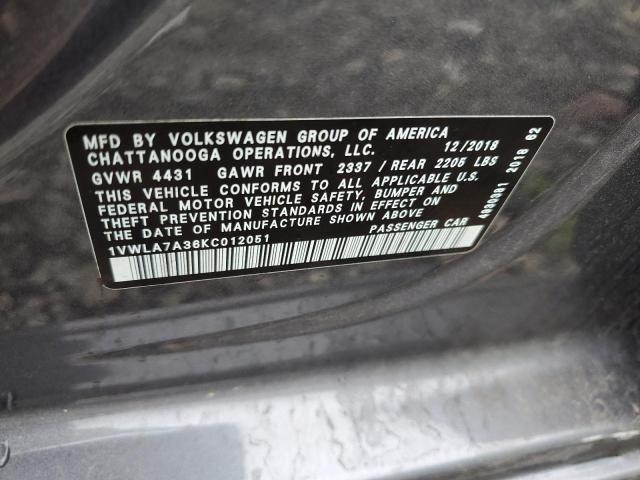 MFD BY VOLKSWAGEN GROUP OF AMERICA 12/2018
CHATTANOOGA OPERATIONS, LLC.
GVWR 4431 GAWR FRONT 2337 / REAR 2205 LBS
THIS VEHICLE CONFORMS TO ALL APPLICABLE U.S.
FEDERAL MOTOR VEHICLE SAFETY, BUMPER AND
THEFT PREVENTION STANDARDS IN EFFECT ON
THE DATE OF MANUFACTURE SHOWN ABOVE
1VWLA7A36KC012051 PASSENGER CAR
2018 62